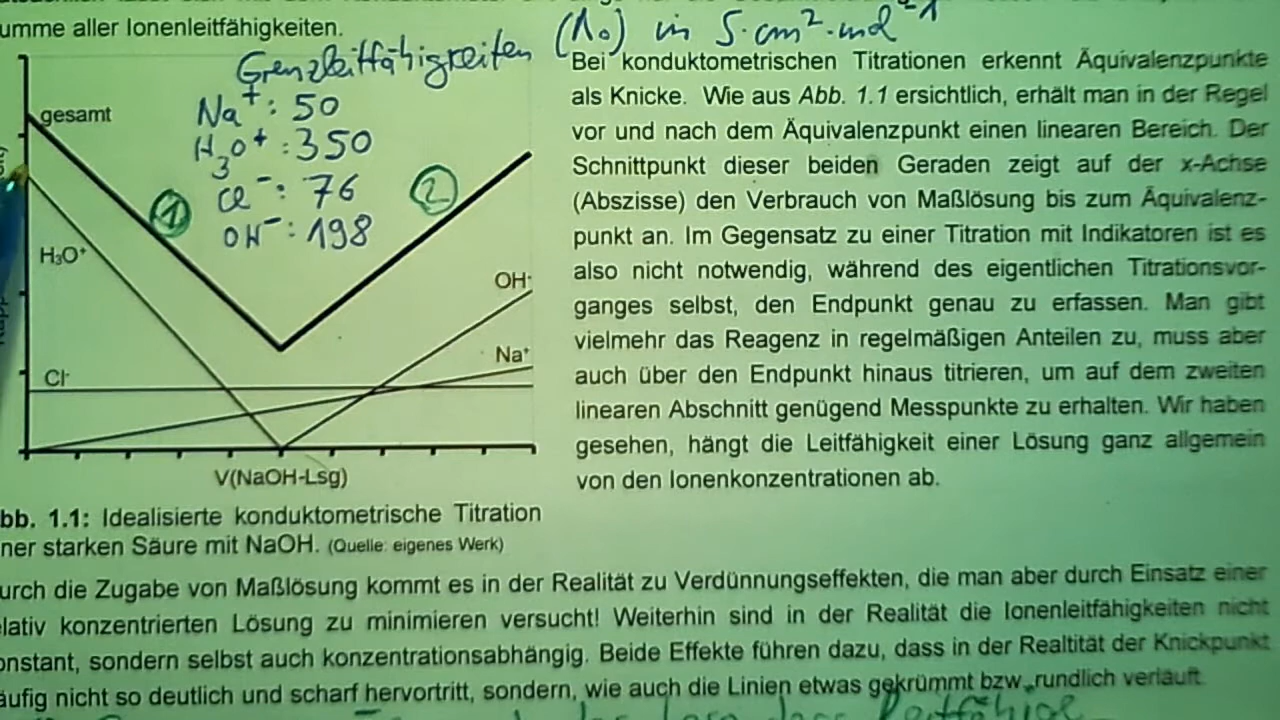 umme aller Ionenleitfähigkeiten.
Grenzleitfähigkeiten (Λ₀) in S·cm²·mol⁻¹
Na⁺: 50
H₃O⁺: 350
Cl⁻: 76
OH⁻: 198
gesamt
①
②
H₃O⁺
OH⁻
Na⁺
Cl⁻
V(NaOH-Lsg)
bb. 1.1: Idealisierte konduktometrische Titration
ner starken Säure mit NaOH. (Quelle: eigenes Werk)
Bei konduktometrischen Titrationen erkennt Äquivalenzpunkte
als Knicke. Wie aus Abb. 1.1 ersichtlich, erhält man in der Regel
vor und nach dem Äquivalenzpunkt einen linearen Bereich. Der
Schnittpunkt dieser beiden Geraden zeigt auf der x-Achse
(Abszisse) den Verbrauch von Maßlösung bis zum Äquivalenz-
punkt an. Im Gegensatz zu einer Titration mit Indikatoren ist es
also nicht notwendig, während des eigentlichen Titrationsvor-
ganges selbst, den Endpunkt genau zu erfassen. Man gibt
vielmehr das Reagenz in regelmäßigen Anteilen zu, muss aber
auch über den Endpunkt hinaus titrieren, um auf dem zweiten
linearen Abschnitt genügend Messpunkte zu erhalten. Wir haben
gesehen, hängt die Leitfähigkeit einer Lösung ganz allgemein
von den Ionenkonzentrationen ab.
urch die Zugabe von Maßlösung kommt es in der Realität zu Verdünnungseffekten, die man aber durch Einsatz einer
elativ konzentrierten Lösung zu minimieren versucht! Weiterhin sind in der Realität die Ionenleitfähigkeiten nicht
onstant, sondern selbst auch konzentrationsabhängig. Beide Effekte führen dazu, dass in der Realtität der Knickpunkt
äufig nicht so deutlich und scharf hervortritt, sondern, wie auch die Linien etwas gekrümmt bzw. rundlich verläuft.